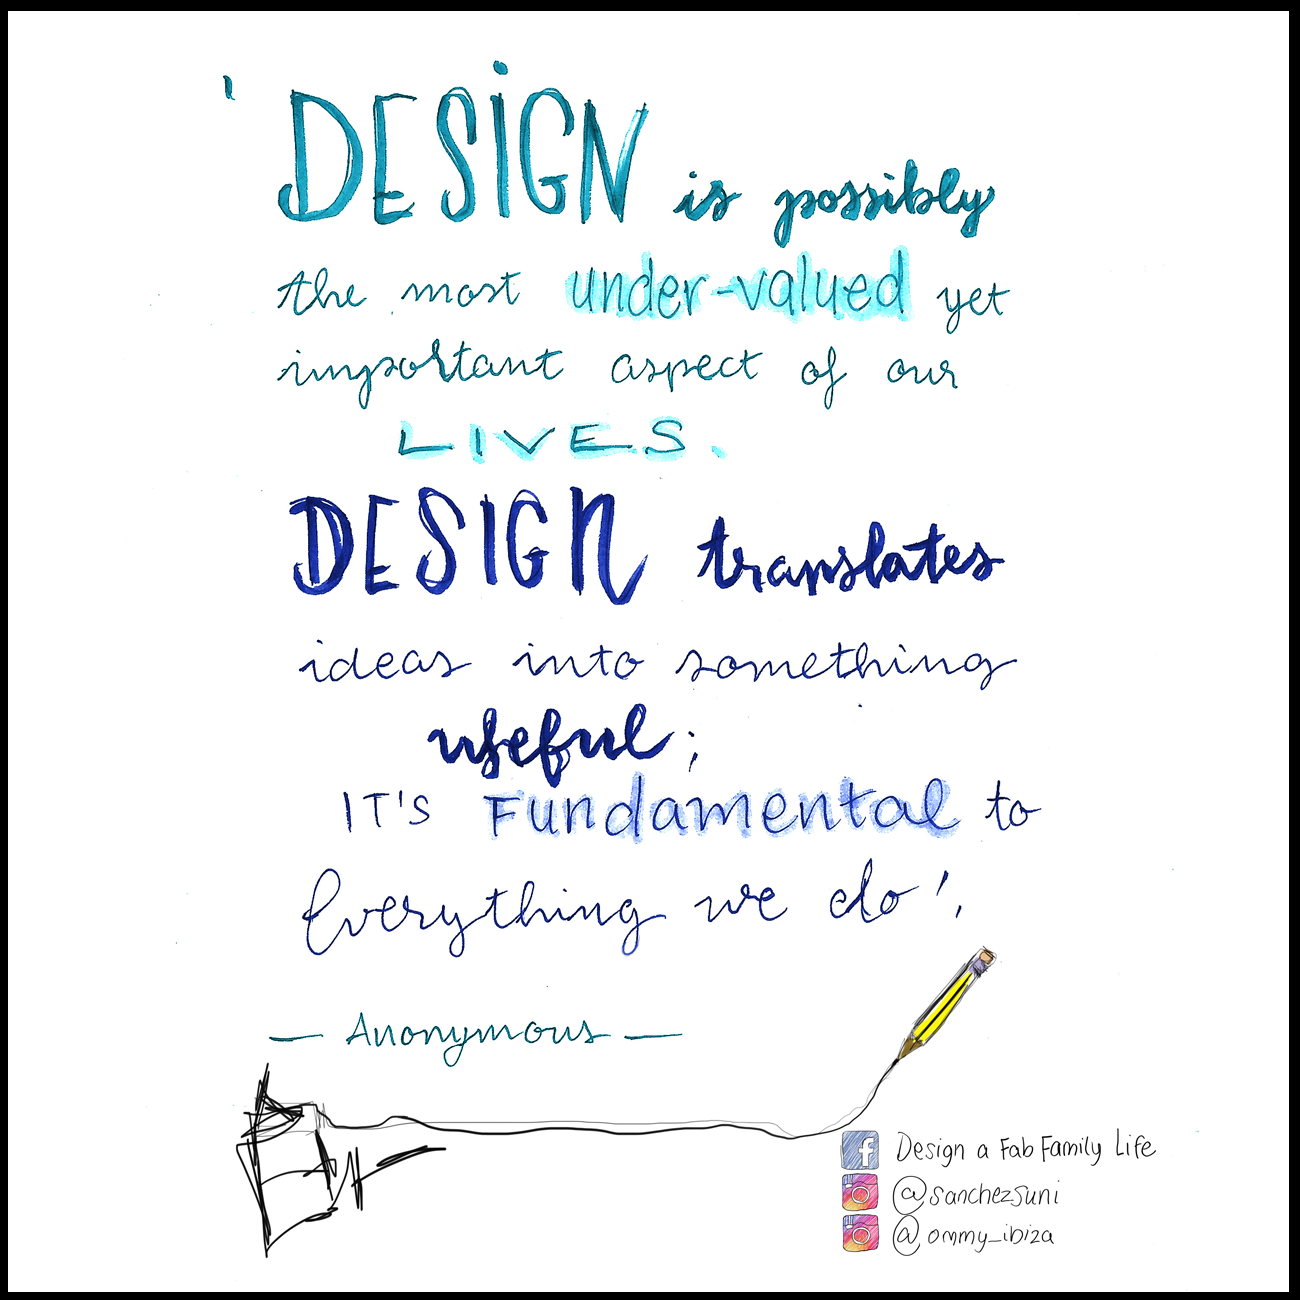 ' DESIGN is possibly
the most under-valued yet
important aspect of our
LIVES.
DESIGN translates
ideas into something
useful;
IT'S Fundamental to
Everything we do'.
— Anonymous —
Design a Fab Family Life
@sanchezsuni
@ommy_ibiza